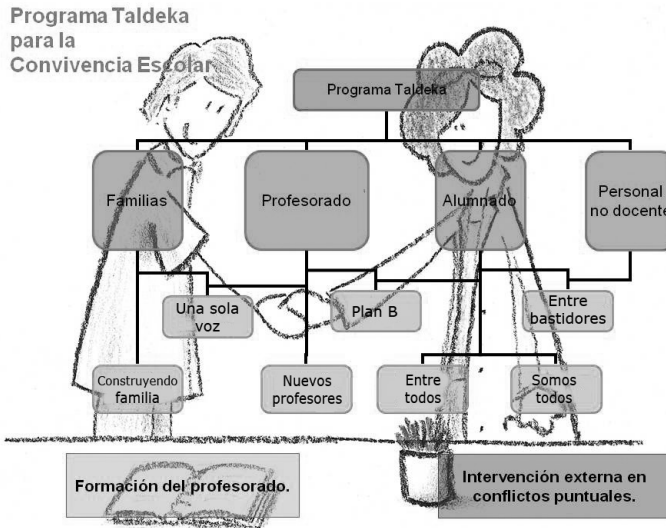 Programa Taldeka
para la
Convivencia Escolar
Programa Taldeka
Familias
Profesorado
Alumnado
Personal
no docente
Una sola
voz
Plan B
Entre
bastidores
Construyendo
familia
Nuevos
profesores
Entre
todos
Somos
todos
Formación del profesorado.
Intervención externa en
conflictos puntuales.